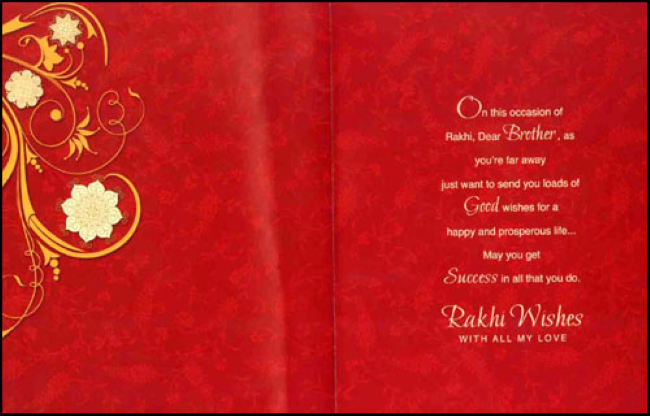 On this occasion of
Rakhi, Dear Brother, as
you're far away
just want to send you loads of
Good wishes for a
happy and prosperous life...
May you get
Success in all that you do.
Rakhi Wishes
WITH ALL MY LOVE